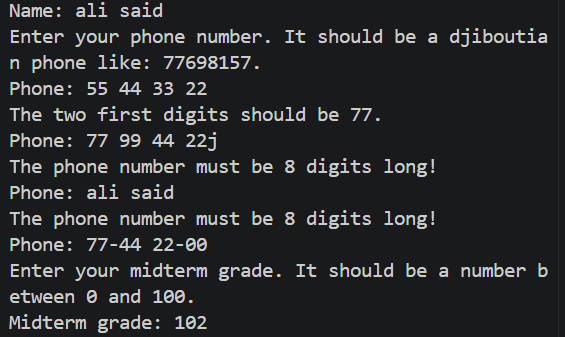 Name: ali said
Enter your phone number. It should be a djiboutia
n phone like: 77698157.
Phone: 55 44 33 22
The two first digits should be 77.
Phone: 77 99 44 22j
The phone number must be 8 digits long!
Phone: ali said
The phone number must be 8 digits long!
Phone: 77-44 22-00
Enter your midterm grade. It should be a number b
etween 0 and 100.
Midterm grade: 102